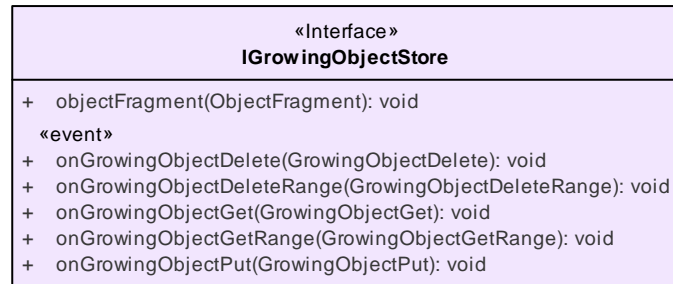 «Interface»
IGrowingObjectStore
+ objectFragment(ObjectFragment): void
«event»
+ onGrowingObjectDelete(GrowingObjectDelete): void
+ onGrowingObjectDeleteRange(GrowingObjectDeleteRange): void
+ onGrowingObjectGet(GrowingObjectGet): void
+ onGrowingObjectGetRange(GrowingObjectGetRange): void
+ onGrowingObjectPut(GrowingObjectPut): void